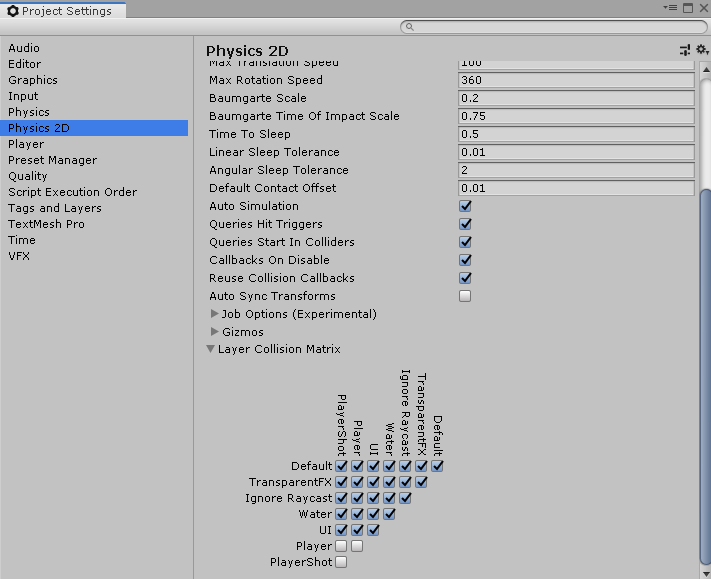 Project Settings
Audio
Editor
Graphics
Input
Physics
Physics 2D
Player
Preset Manager
Quality
Script Execution Order
Tags and Layers
TextMesh Pro
Time
VFX
Physics 2D
Max Translation Speed 100
Max Rotation Speed 360
Baumgarte Scale 0.2
Baumgarte Time Of Impact Scale 0.75
Time To Sleep 0.5
Linear Sleep Tolerance 0.01
Angular Sleep Tolerance 2
Default Contact Offset 0.01
Auto Simulation
Queries Hit Triggers
Queries Start In Colliders
Callbacks On Disable
Reuse Collision Callbacks
Auto Sync Transforms
Job Options (Experimental)
Gizmos
Layer Collision Matrix
PlayerShot
Player
UI
Water
Ignore Raycast
TransparentFX
Default
Default
TransparentFX
Ignore Raycast
Water
UI
Player
PlayerShot